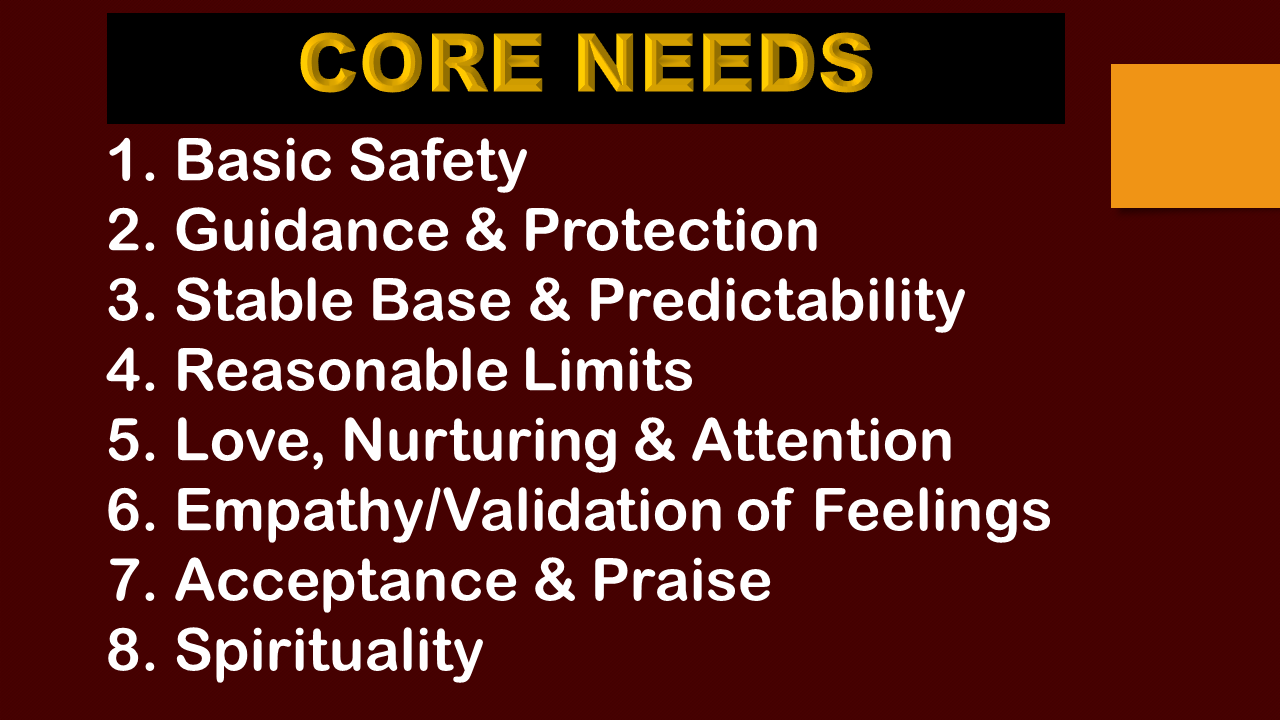 CORE NEEDS
1. Basic Safety
2. Guidance & Protection
3. Stable Base & Predictability
4. Reasonable Limits
5. Love, Nurturing & Attention
6. Empathy/Validation of Feelings
7. Acceptance & Praise
8. Spirituality